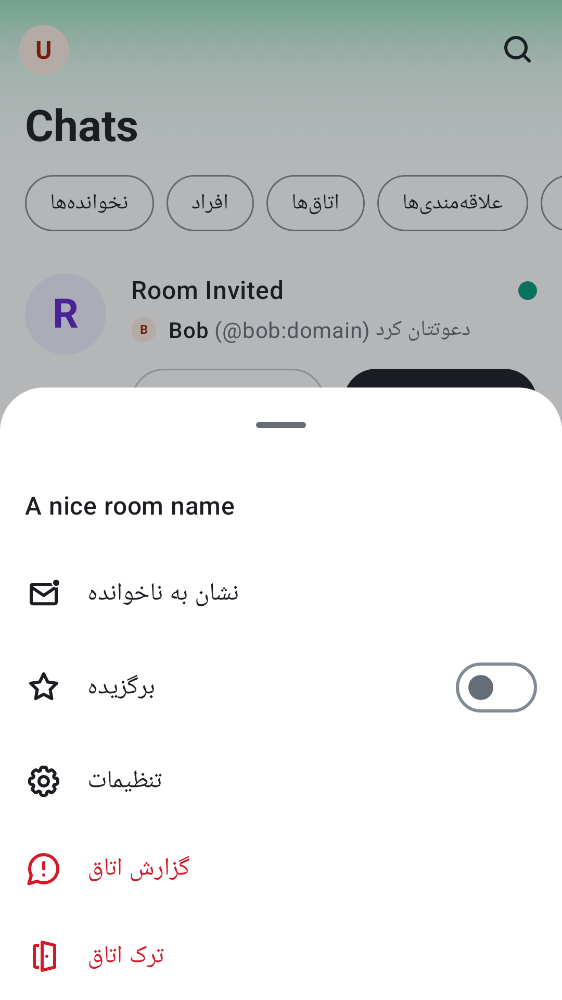 U
Chats
نخوانده‌ها
افراد
اتاق‌ها
علاقه‌مندی‌ها
R
Room Invited
B
Bob (@bob:domain) دعوتتان کرد
A nice room name
نشان به ناخوانده
برگزیده
تنظیمات
گزارش اتاق
ترک اتاق